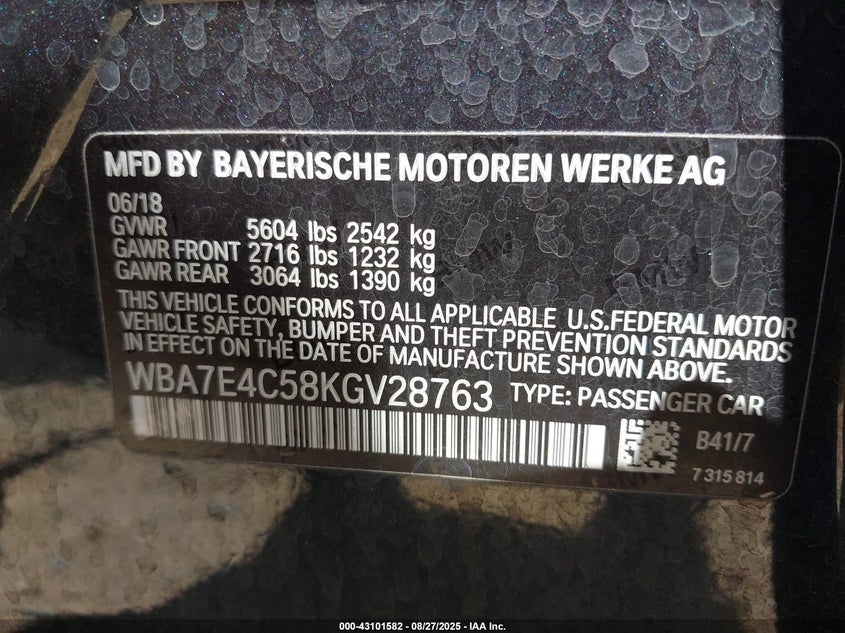 MFD BY BAYERISCHE MOTOREN WERKE AG
06/18
GVWR 5604 lbs 2542 kg
GAWR FRONT 2716 lbs 1232 kg
GAWR REAR 3064 lbs 1390 kg
THIS VEHICLE CONFORMS TO ALL APPLICABLE U.S.FEDERAL MOTOR
VEHICLE SAFETY, BUMPER AND THEFT PREVENTION STANDARDS
IN EFFECT ON THE DATE OF MANUFACTURE SHOWN ABOVE.
WBA7E4C58KGV28763 TYPE: PASSENGER CAR
B41/7
7 315 814
000-43101582 - 08/27/2025 - IAA Inc.